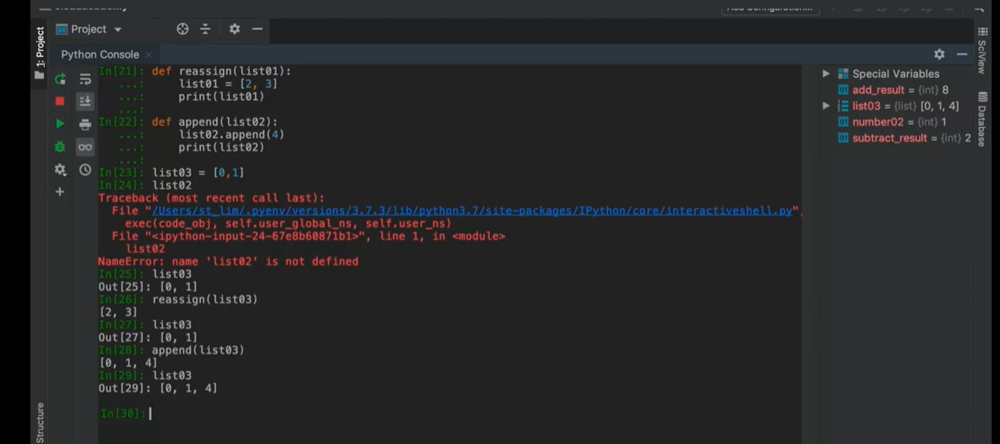 Project
1: Project
Python Console
In[21]: def reassign(list01):
...:     list01 = [2, 3]
...:     print(list01)
...:
In[22]: def append(list02):
...:     list02.append(4)
...:     print(list02)
...:
In[23]: list03 = [0,1]
In[24]: list02
Traceback (most recent call last):
  File "/Users/st_lim/.pyenv/versions/3.7.3/lib/python3.7/site-packages/IPython/core/interactiveshell.py",
    exec(code_obj, self.user_global_ns, self.user_ns)
  File "<ipython-input-24-67e8b60871b1>", line 1, in <module>
    list02
NameError: name 'list02' is not defined
In[25]: list03
Out[25]: [0, 1]
In[26]: reassign(list03)
[2, 3]
In[27]: list03
Out[27]: [0, 1]
In[28]: append(list03)
[0, 1, 4]
In[29]: list03
Out[29]: [0, 1, 4]
In[30]:
Special Variables
add_result = {int} 8
list03 = {list} [0, 1, 4]
number02 = {int} 1
subtract_result = {int} 2
SciView
Database
Structure